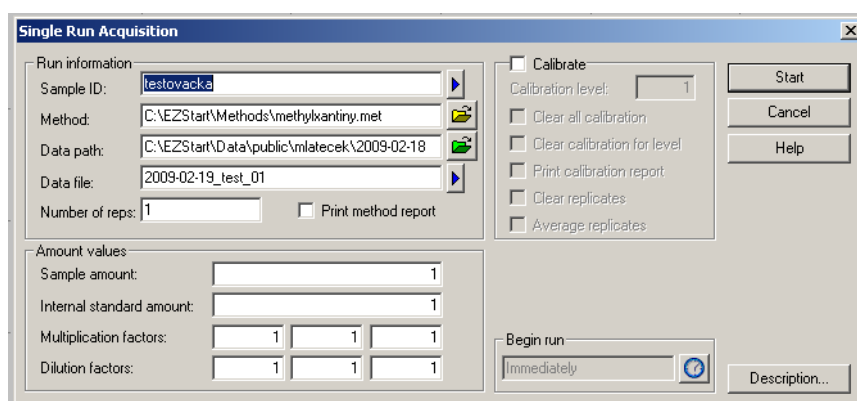 Single Run Acquisition
Run information
Sample ID: testovacka
Method: C:\EZStart\Methods\methylxantiny.met
Data path: C:\EZStart\Data\public\mlatecek\2009-02-18
Data file: 2009-02-19_test_01
Number of reps: 1 Print method report
Amount values
Sample amount: 1
Internal standard amount: 1
Multiplication factors: 1 1 1
Dilution factors: 1 1 1
Calibrate
Calibration level: 1
Clear all calibration
Clear calibration for level
Print calibration report
Clear replicates
Average replicates
Begin run
Immediately
Start
Cancel
Help
Description...